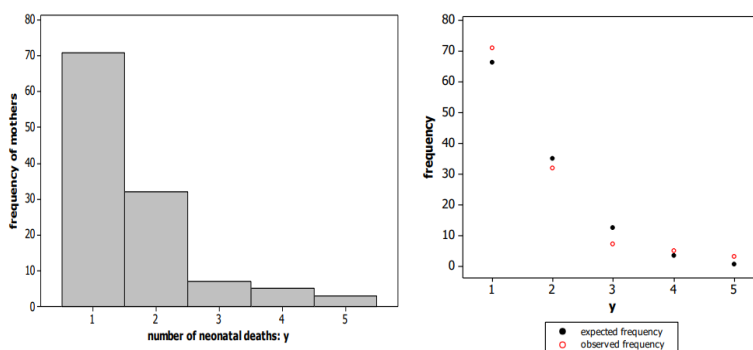 80
70
60
50
40
30
20
10
0
frequency of mothers
1 2 3 4 5
number of neonatal deaths: y
80
70
60
50
40
30
20
10
0
frequency
1 2 3 4 5
y
expected frequency
observed frequency